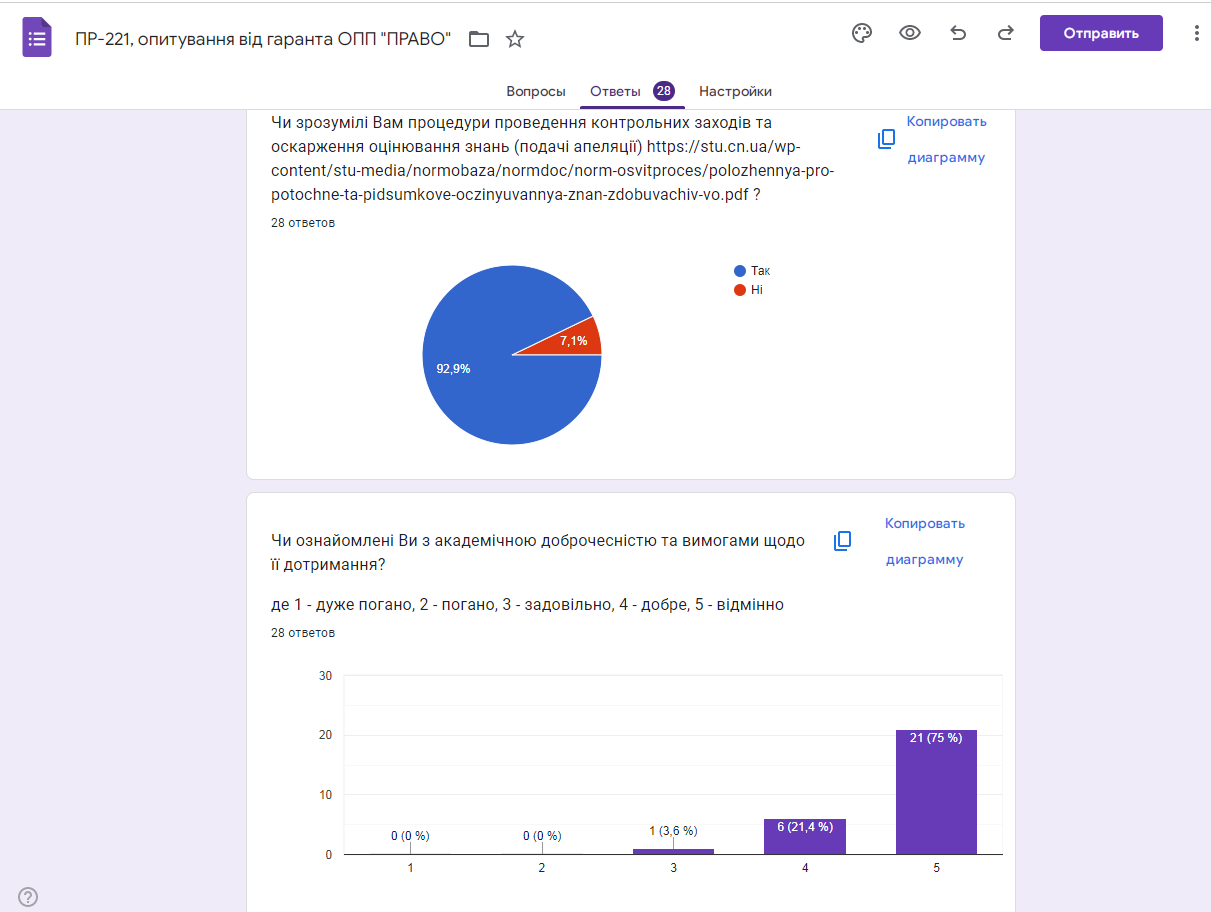 ПР-221, опитування від гаранта ОПП "ПРАВО"
Отправить
Вопросы
Ответы 28
Настройки
Чи зрозумілі Вам процедури проведення контрольних заходів та
оскарження оцінювання знань (подачі апеляції) https://stu.cn.ua/wp-
content/stu-media/normobaza/normdoc/norm-osvitproces/polozhennya-pro-
potochne-ta-pidsumkove-oczinyuvannya-znan-zdobuvachiv-vo.pdf ?
Копировать
диаграмму
28 ответов
Так
Ні
7,1%
92,9%
Чи ознайомлені Ви з академічною доброчесністю та вимогами щодо
її дотримання?
Копировать
диаграмму
де 1 - дуже погано, 2 - погано, 3 - задовільно, 4 - добре, 5 - відмінно
28 ответов
30
20
10
0
0 (0 %)
0 (0 %)
1 (3,6 %)
6 (21,4 %)
21 (75 %)
1
2
3
4
5